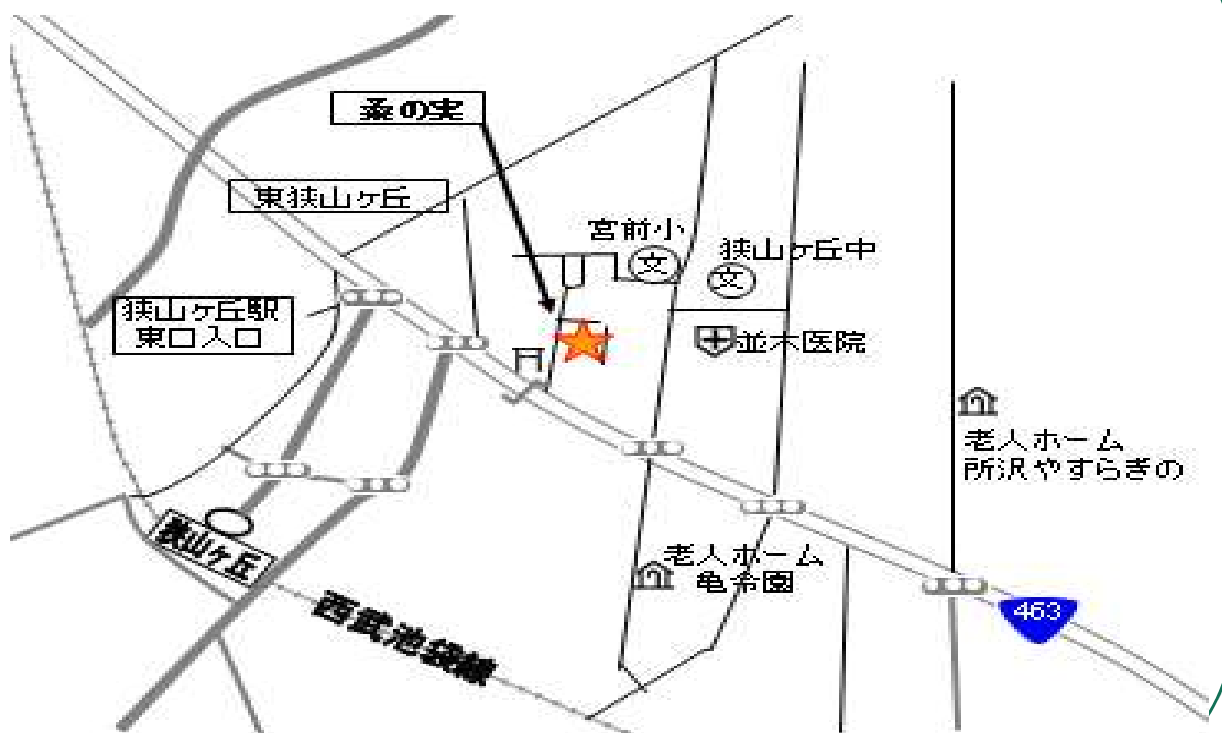 桑の実
東狭山ヶ丘
宮前小
文
狭山ヶ丘中
文
狭山ヶ丘駅
東口入口
並木医院
老人ホーム
所沢やすらぎの
狭山ヶ丘
老人ホーム
亀令園
463
西武池袋線